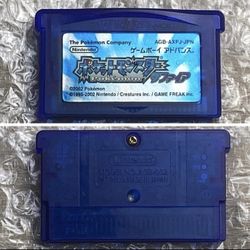 The Pokémon Company
AGB-AXPJ-JPN
Nintendo
ゲームボーイ アドバンス
ポケットモンスター
サファイア
©2002 Pokémon
©1995-2002 Nintendo / Creatures inc. / GAME FREAK inc.